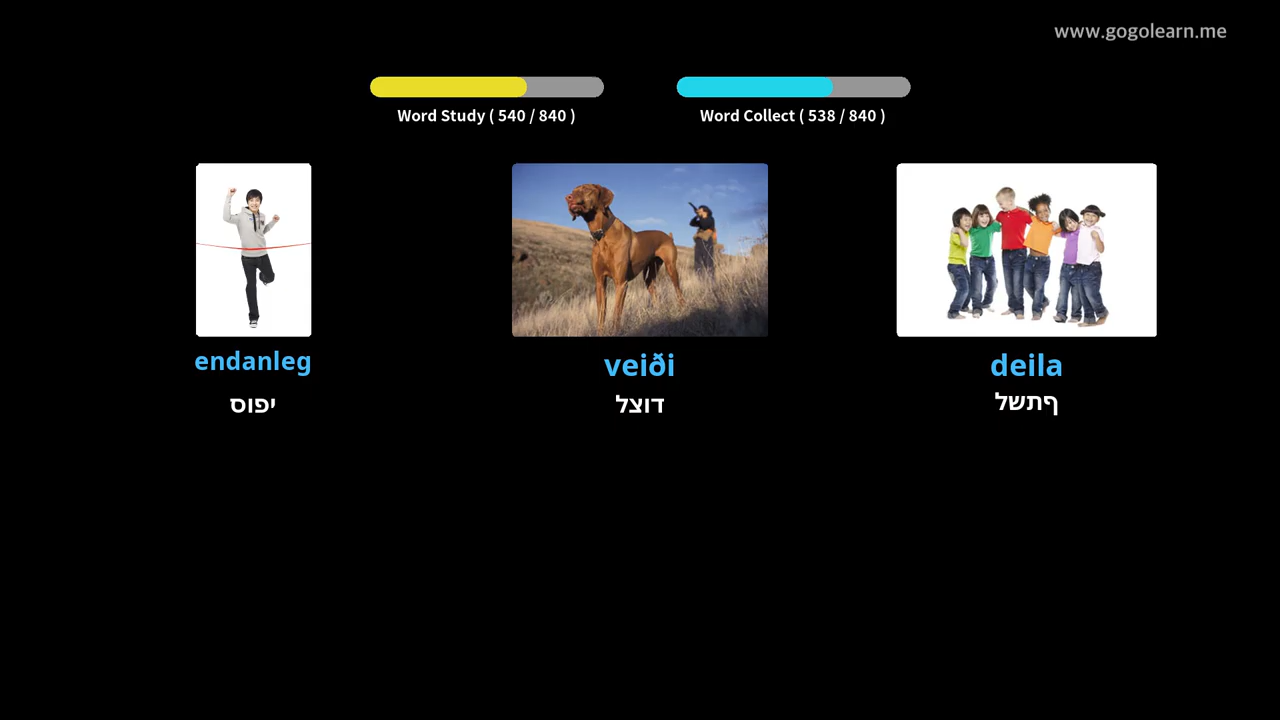 www.gogolearn.me
Word Study ( 540 / 840 )
Word Collect ( 538 / 840 )
endanleg
יפוס
veiði
דוצל
deila
ףתשל